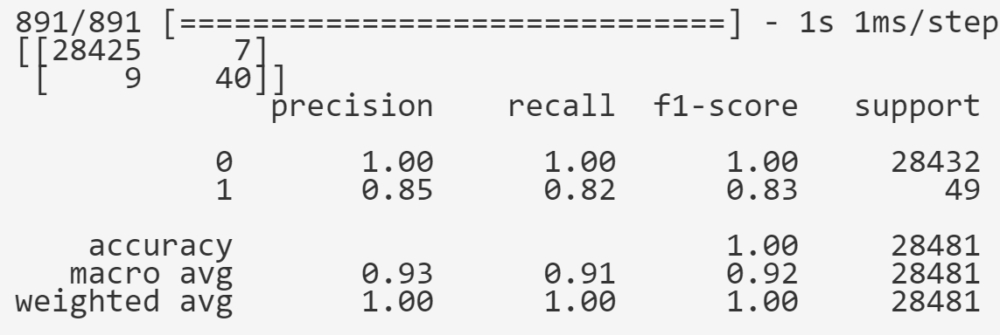 891/891 [==============================] - 1s 1ms/step
[[28425     7]
 [    9    40]]
              precision    recall  f1-score   support

           0       1.00      1.00      1.00     28432
           1       0.85      0.82      0.83        49

    accuracy                           1.00     28481
   macro avg       0.93      0.91      0.92     28481
weighted avg       1.00      1.00      1.00     28481